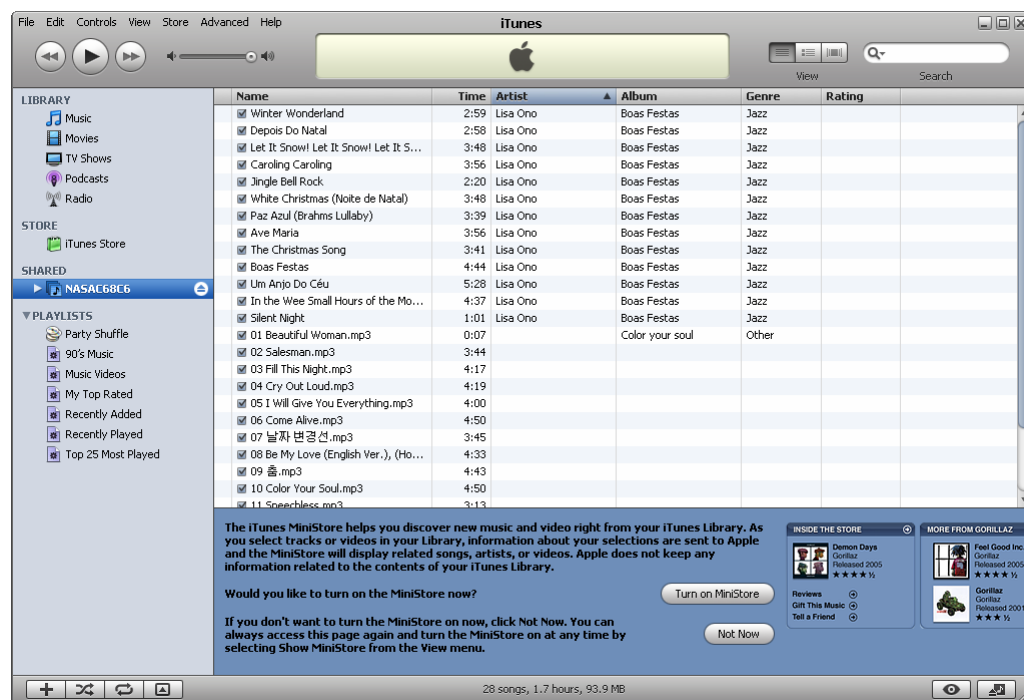 File Edit Controls View Store Advanced Help
iTunes
View
Search
LIBRARY
Music
Movies
TV Shows
Podcasts
Radio
STORE
iTunes Store
SHARED
NASAC68C6
PLAYLISTS
Party Shuffle
90's Music
Music Videos
My Top Rated
Recently Added
Recently Played
Top 25 Most Played
Name Time Artist Album Genre Rating
Winter Wonderland 2:59 Lisa Ono Boas Festas Jazz
Depois Do Natal 2:58 Lisa Ono Boas Festas Jazz
Let It Snow! Let It Snow! Let It S... 3:48 Lisa Ono Boas Festas Jazz
Caroling Caroling 3:56 Lisa Ono Boas Festas Jazz
Jingle Bell Rock 2:20 Lisa Ono Boas Festas Jazz
White Christmas (Noite de Natal) 3:48 Lisa Ono Boas Festas Jazz
Paz Azul (Brahms Lullaby) 3:39 Lisa Ono Boas Festas Jazz
Ave Maria 3:56 Lisa Ono Boas Festas Jazz
The Christmas Song 3:41 Lisa Ono Boas Festas Jazz
Boas Festas 4:44 Lisa Ono Boas Festas Jazz
Um Anjo Do Céu 5:28 Lisa Ono Boas Festas Jazz
In the Wee Small Hours of the Mo... 4:37 Lisa Ono Boas Festas Jazz
Silent Night 1:01 Lisa Ono Boas Festas Jazz
01 Beautiful Woman.mp3 0:07 Color your soul Other
02 Salesman.mp3 3:44
03 Fill This Night.mp3 4:17
04 Cry Out Loud.mp3 4:19
05 I Will Give You Everything.mp3 4:00
06 Come Alive.mp3 4:50
07 날짜 변경선.mp3 3:45
08 Be My Love (English Ver.), (Ho... 4:33
09 춤.mp3 4:43
10 Color Your Soul.mp3 4:50
11 Speechless.mp3 3:13
The iTunes MiniStore helps you discover new music and video right from your iTunes Library. As
you select tracks or videos in your Library, information about your selections are sent to Apple
and the MiniStore will display related songs, artists, or videos. Apple does not keep any
information related to the contents of your iTunes Library.
Would you like to turn on the MiniStore now?
Turn on MiniStore
If you don't want to turn the MiniStore on now, click Not Now. You can
always access this page again and turn the MiniStore on at any time by
selecting Show MiniStore from the View menu.
Not Now
INSIDE THE STORE
Demon Days
Gorillaz
Released 2005
Reviews
Gift This Music
Tell a Friend
MORE FROM GORILLAZ
Feel Good Inc.
Gorillaz
Released 2005
Gorillaz
Gorillaz
Released 2001
28 songs, 1.7 hours, 93.9 MB